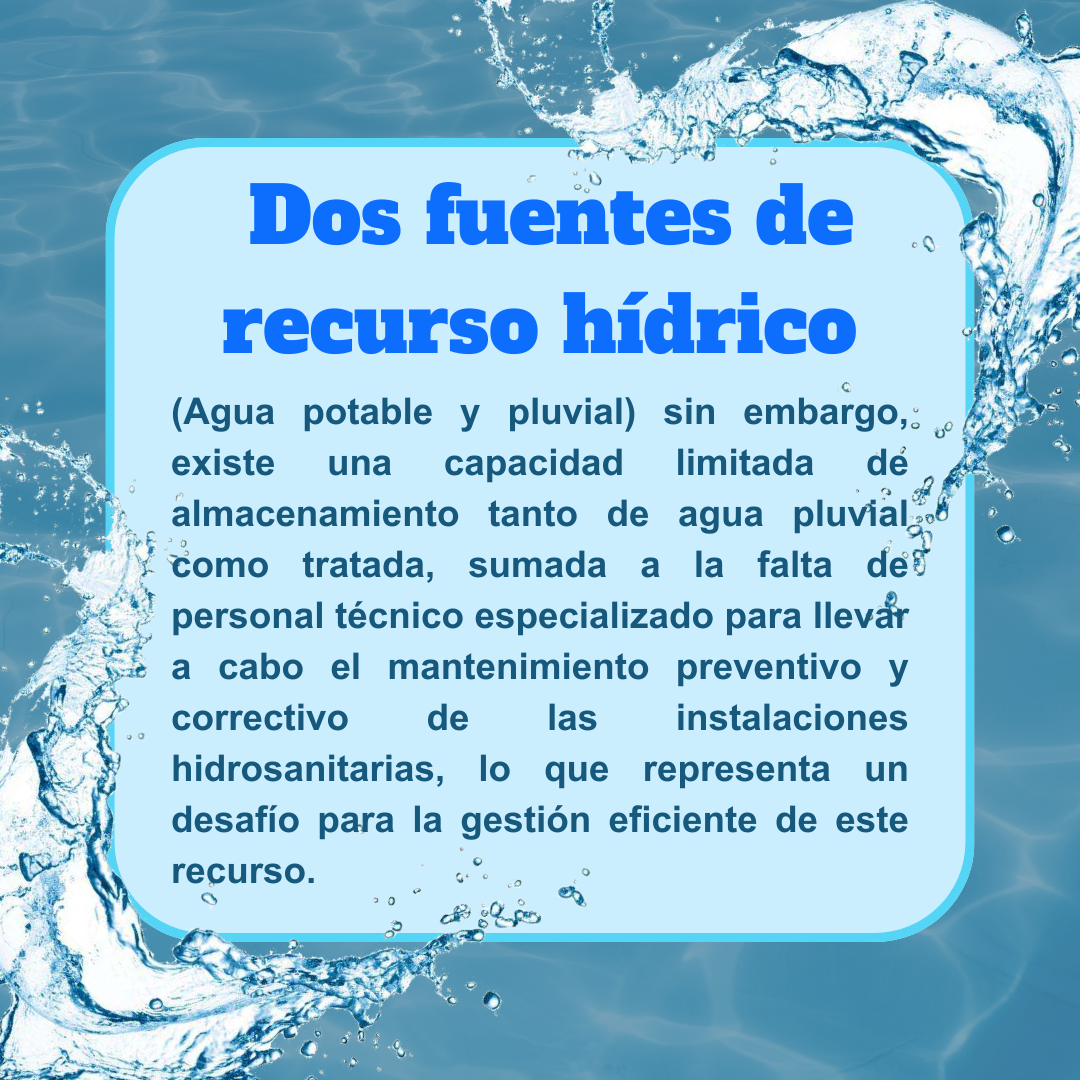 Dos fuentes de
recurso hídrico
(Agua potable y pluvial) sin embargo,
existe una capacidad limitada de
almacenamiento tanto de agua pluvial
como tratada, sumada a la falta de
personal técnico especializado para llevar
a cabo el mantenimiento preventivo y
correctivo de las instalaciones
hidrosanitarias, lo que representa un
desafío para la gestión eficiente de este
recurso.